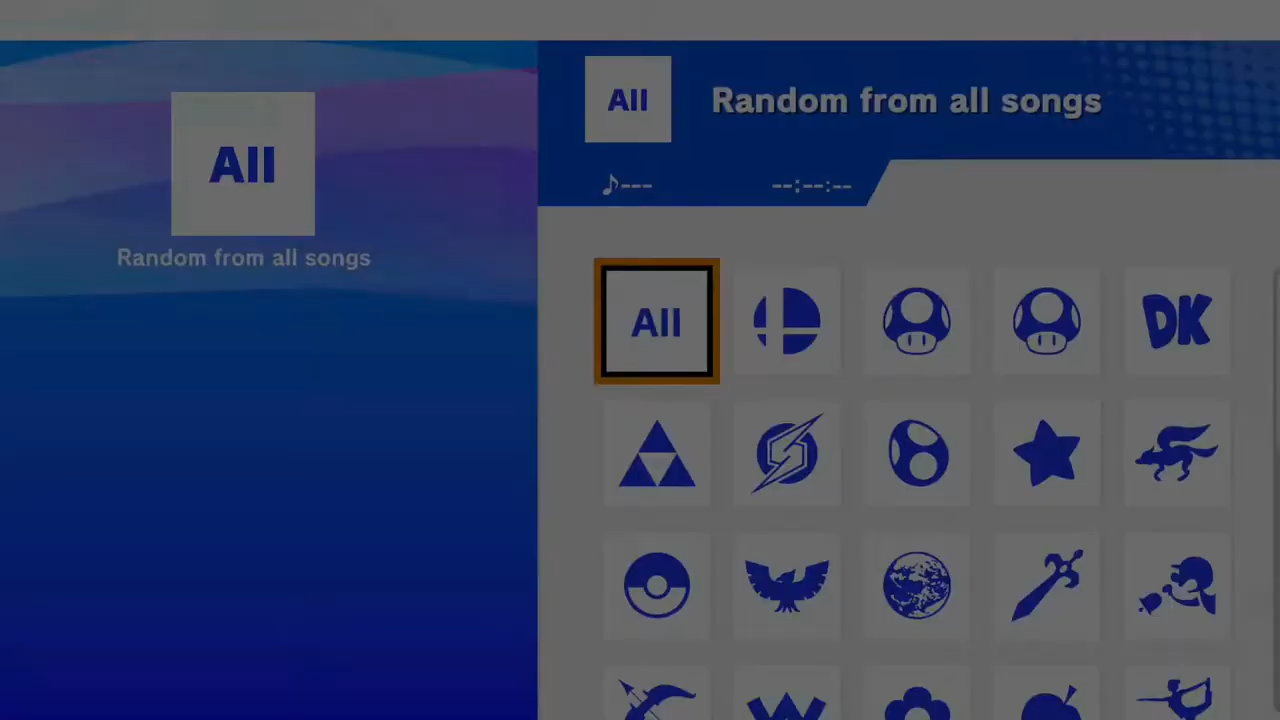 All
Random from all songs
All
Random from all songs
♪---
--:--:--
All
DK